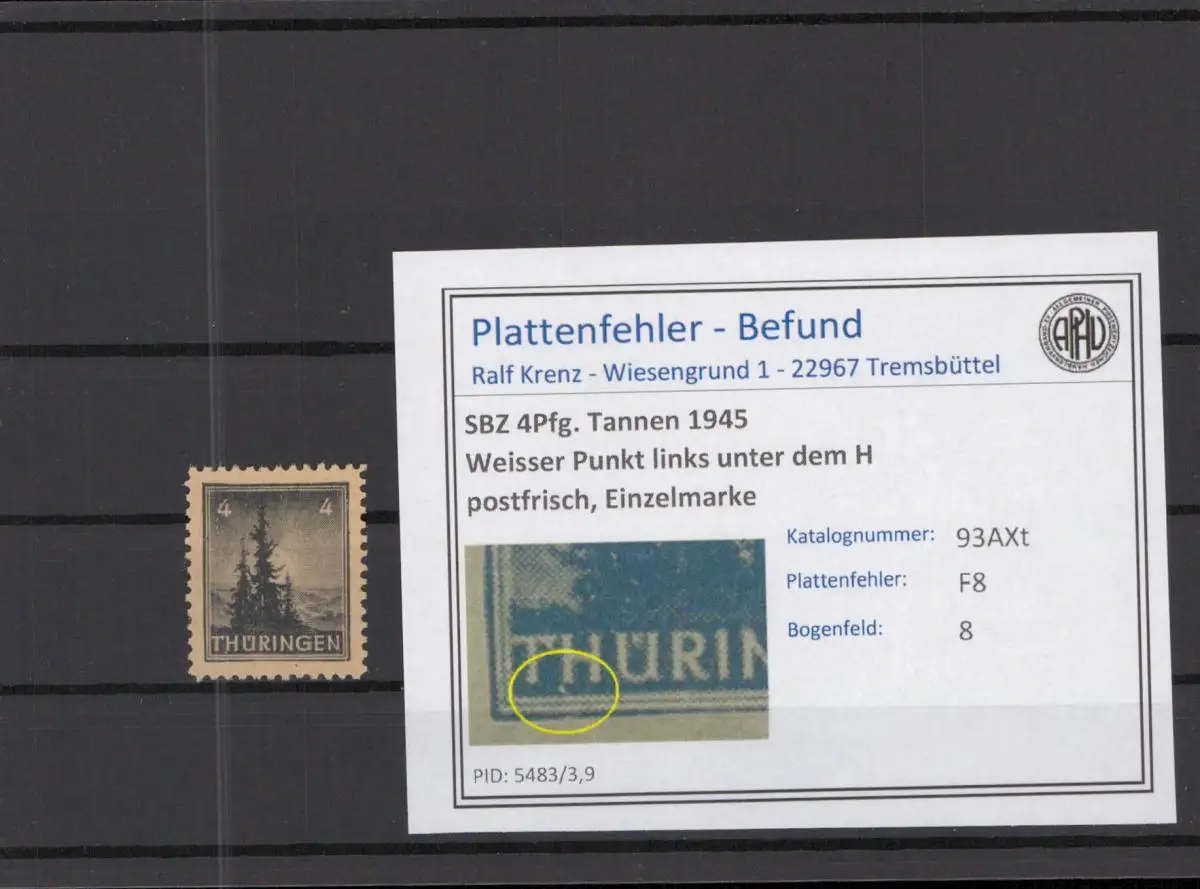 4 4
THÜRINGEN
Plattenfehler - Befund
Ralf Krenz - Wiesengrund 1 - 22967 Tremsbüttel
APHV
SBZ 4Pfg. Tannen 1945
Weisser Punkt links unter dem H
postfrisch, Einzelmarke
Katalognummer: 93AXt
Plattenfehler: F8
Bogenfeld: 8
THÜRIN
PID: 5483/3,9